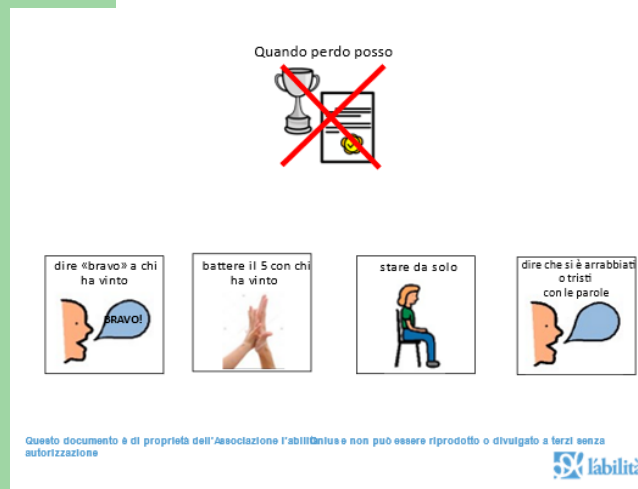 Quando perdo posso
dire «bravo» a chi
ha vinto
BRAVO!
battere il 5 con chi
ha vinto
stare da solo
dire che si è arrabbiati
o tristi
con le parole
Questo documento è di proprietà dell'Associazione l'abilità Onlus e non può essere riprodotto o divulgato a terzi senza
autorizzazione
l'abilità